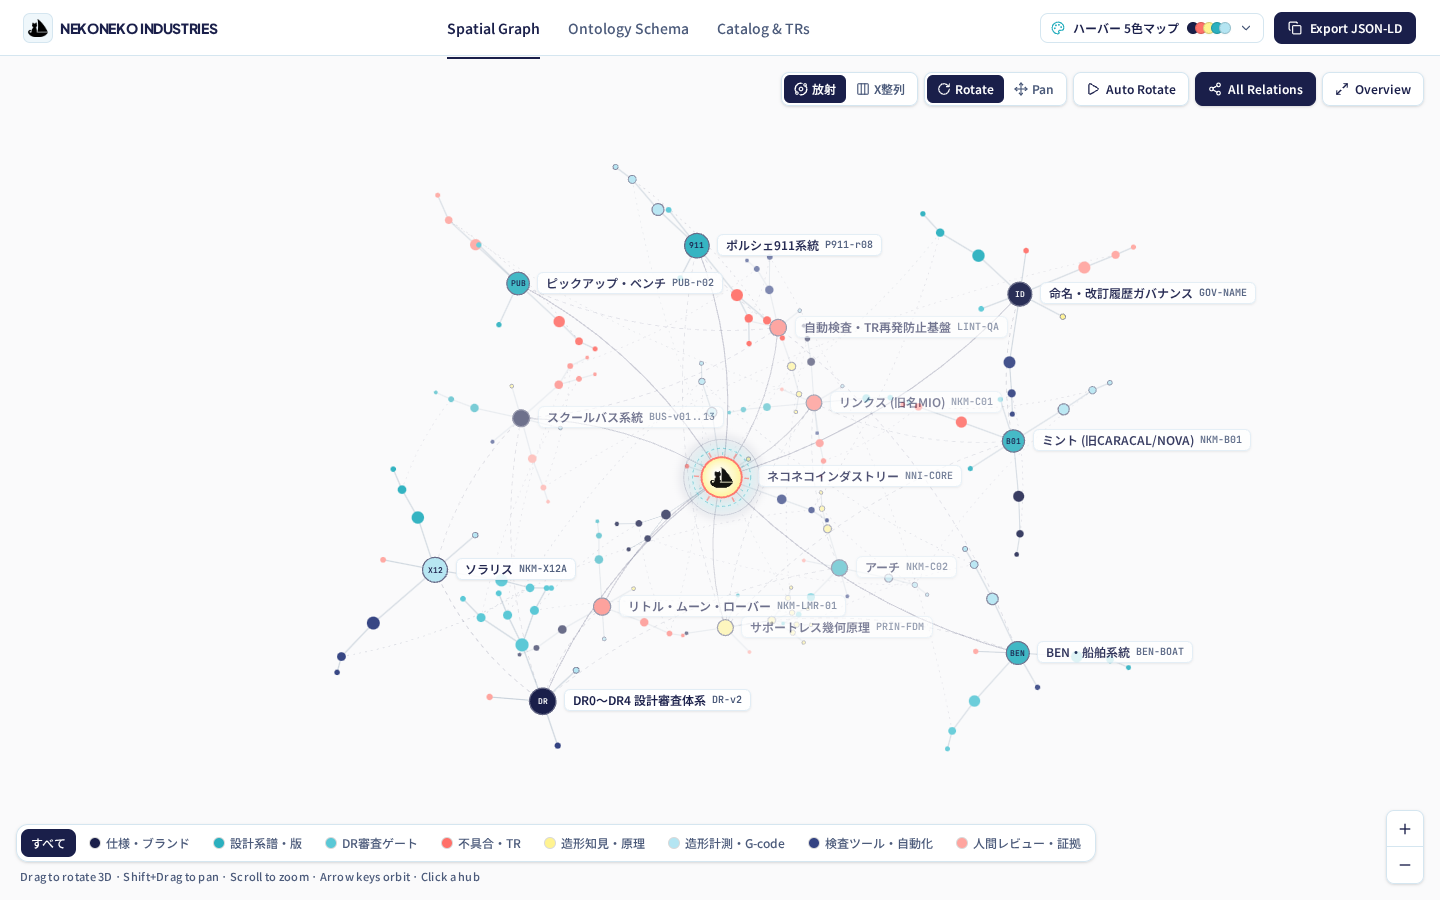 NEKONEKO INDUSTRIES
Spatial Graph
Ontology Schema
Catalog & TRs
ハーバー 5色マップ
Export JSON-LD
放射
X整列
Rotate
Pan
Auto Rotate
All Relations
Overview
911
ポルシェ911系統 P911-r08
PUB
ピックアップ・ベンチ PUB-r02
ID
命名・改訂履歴ガバナンス GOV-NAME
自動検査・TR再発防止基盤 LINT-QA
リンクス (旧名MIO) NKM-C01
スクールバス系統 BUS-v01..13
B01
ミント (旧CARACAL/NOVA) NKM-B01
ネコネコインダストリー NNI-CORE
X12
ソラリス NKM-X12A
アーチ NKM-C02
リトル・ムーン・ローバー NKM-LMR-01
サポートレス幾何原理 PRIN-FDM
BEN
BEN・船舶系統 BEN-BOAT
DR
DR0〜DR4 設計審査体系 DR-v2
すべて
仕様・ブランド
設計系譜・版
DR審査ゲート
不具合・TR
造形知見・原理
造形計測・G-code
検査ツール・自動化
人間レビュー・証拠
Drag to rotate 3D · Shift+Drag to pan · Scroll to zoom · Arrow keys orbit · Click a hub
+
−